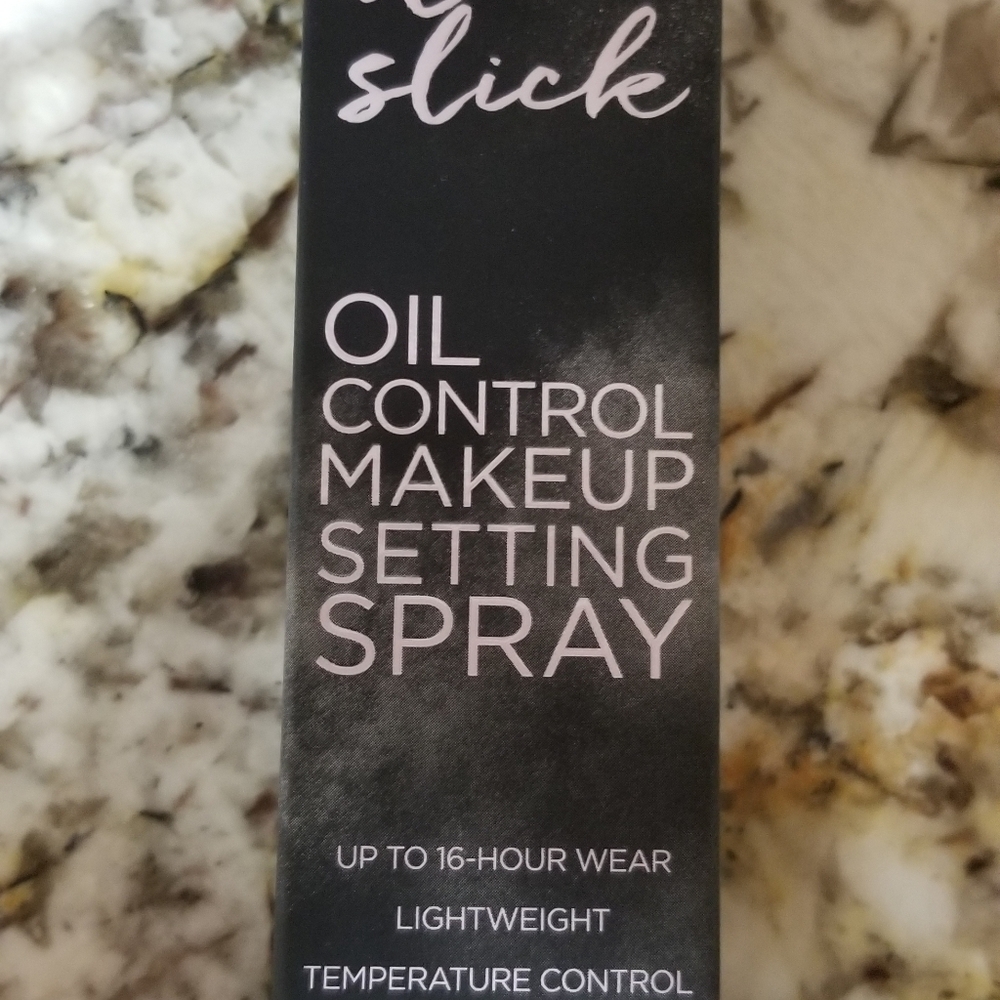 slick
OIL
CONTROL
MAKEUP
SETTING
SPRAY
UP TO 16-HOUR WEAR
LIGHTWEIGHT
TEMPERATURE CONTROL